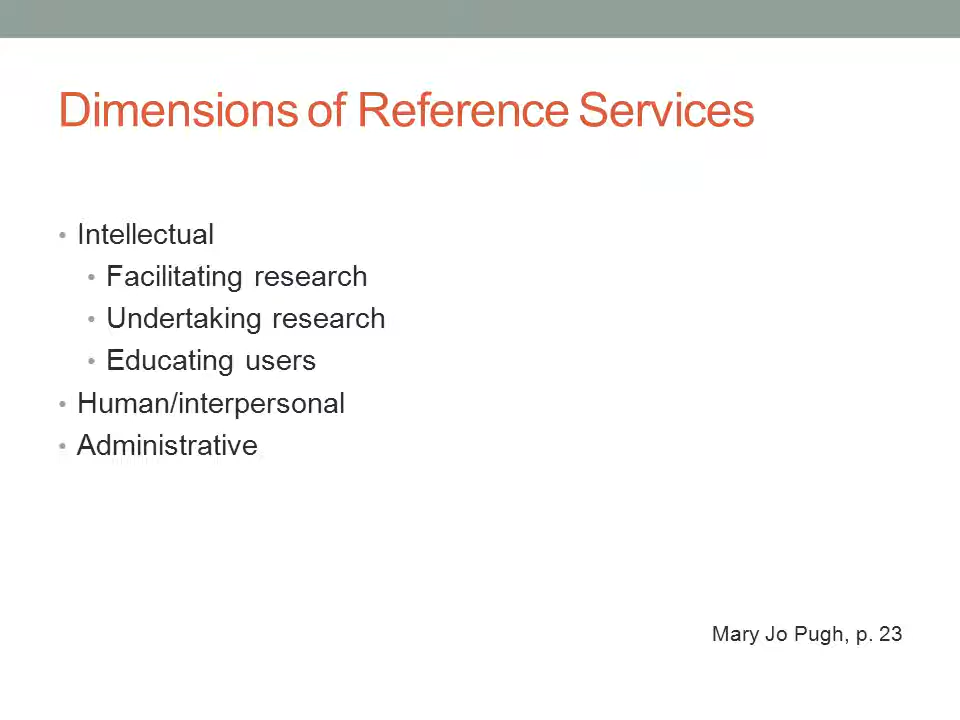 Dimensions of Reference Services
• Intellectual
• Facilitating research
• Undertaking research
• Educating users
• Human/interpersonal
• Administrative
Mary Jo Pugh, p. 23